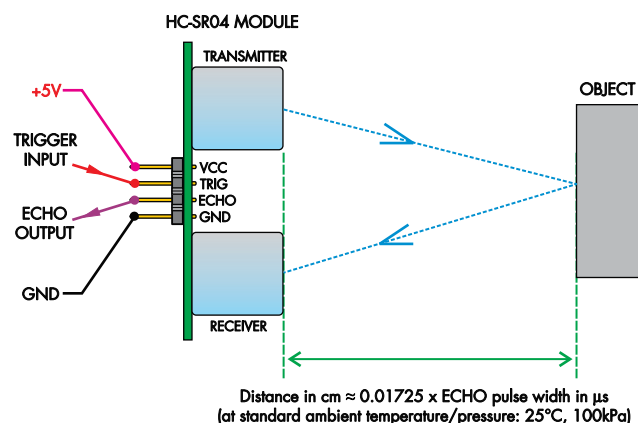 HC-SR04 MODULE
TRANSMITTER
+5V
OBJECT
TRIGGER
INPUT
VCC
TRIG
ECHO
GND
ECHO
OUTPUT
GND
RECEIVER
Distance in cm ≈ 0.01725 x ECHO pulse width in µs
(at standard ambient temperature/pressure: 25°C, 100kPa)